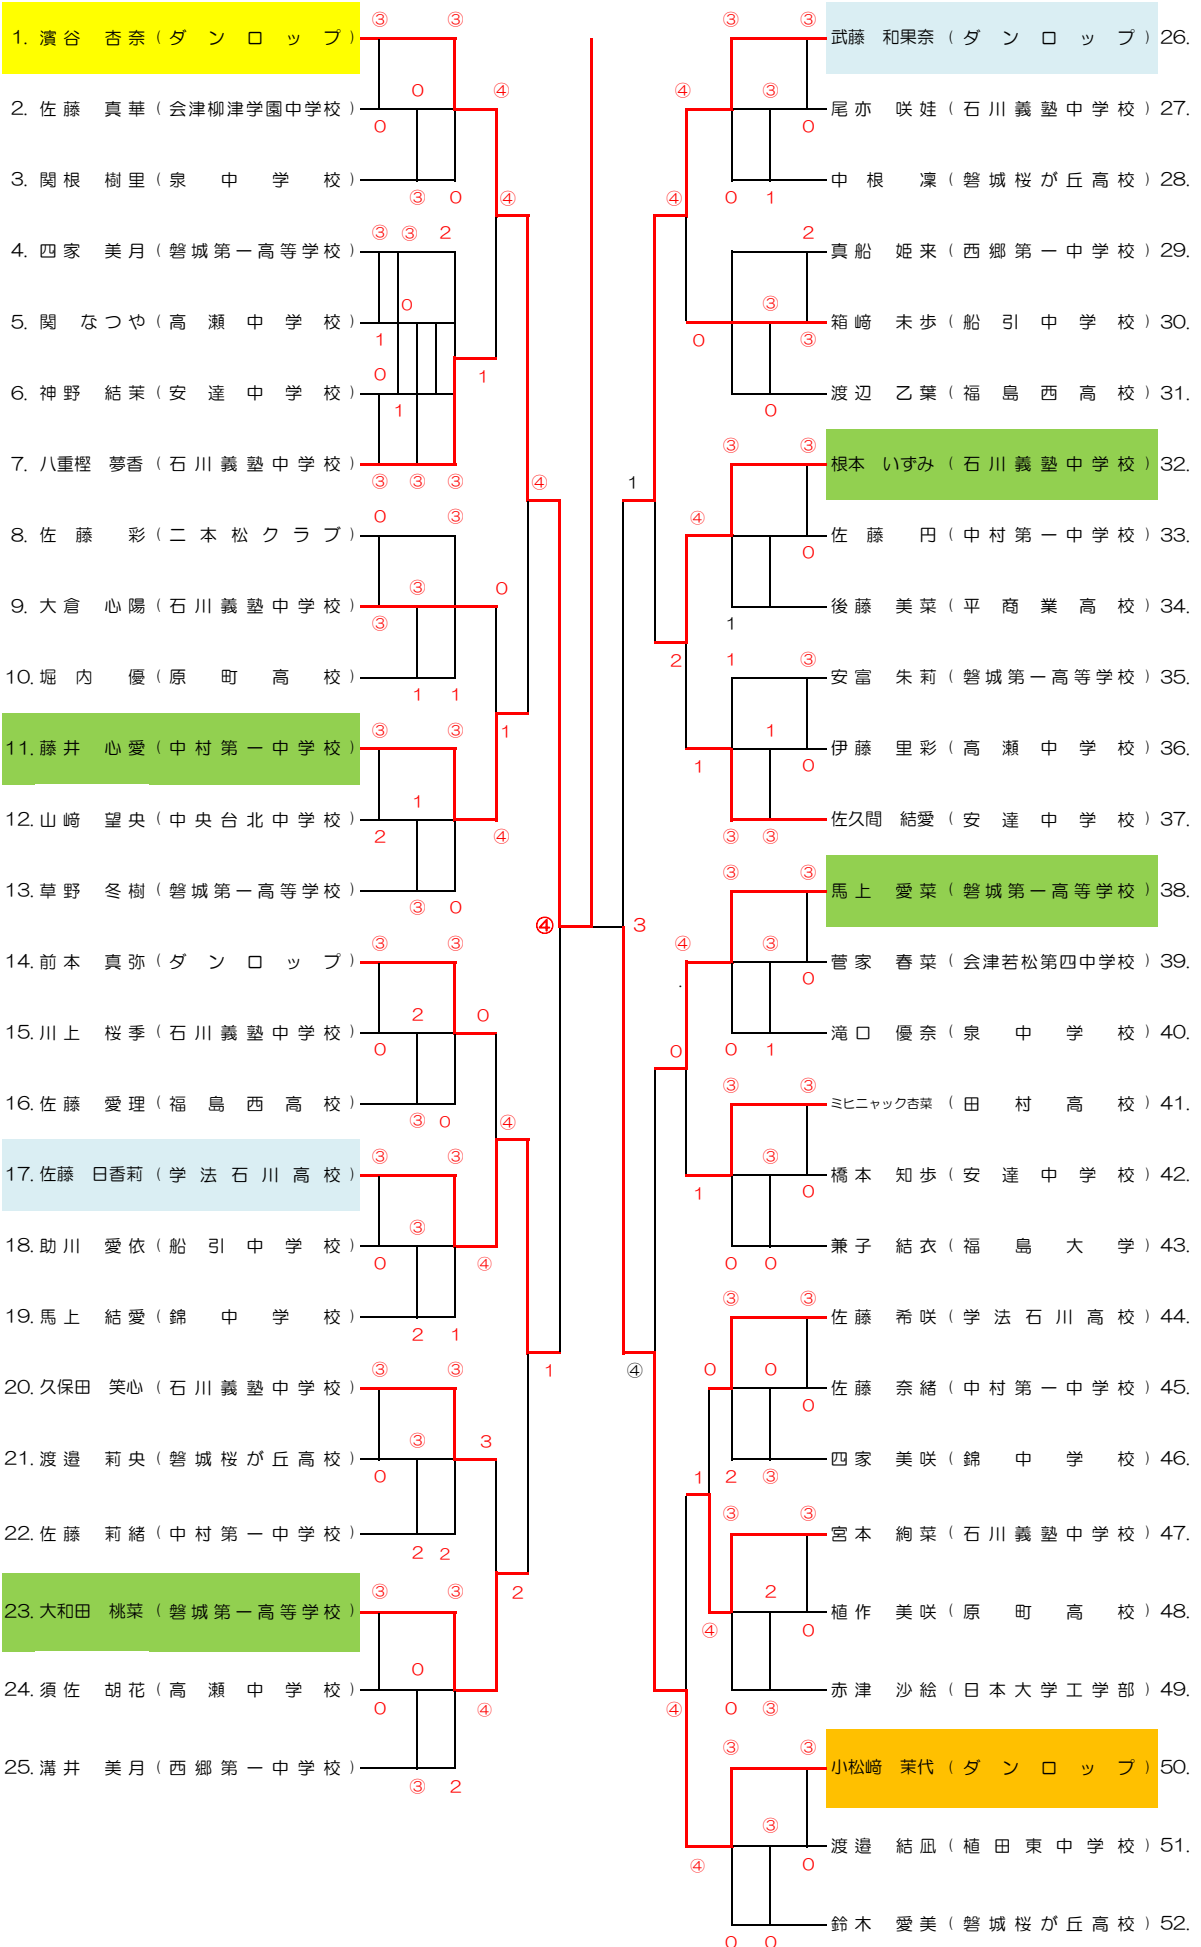 1. 濱谷 杏奈 (ダンロップ)
2. 佐藤 真華 (会津柳津学園中学校)
3. 関根 樹里 (泉中学校)
4. 四家 美月 (磐城第一高等学校)
5. 関 なつや (高瀬中学校)
6. 神野 結茉 (安達中学校)
7. 八重樫 夢香 (石川義塾中学校)
8. 佐藤 彩 (二本松クラブ)
9. 大倉 心陽 (石川義塾中学校)
10. 堀内 優 (原町高校)
11. 藤井 心愛 (中村第一中学校)
12. 山﨑 望央 (中央台北中学校)
13. 草野 冬樹 (磐城第一高等学校)
14. 前本 真弥 (ダンロップ)
15. 川上 桜季 (石川義塾中学校)
16. 佐藤 愛理 (福島西高校)
17. 佐藤 日香莉 (学法石川高校)
18. 助川 愛依 (船引中学校)
19. 馬上 結愛 (錦中学校)
20. 久保田 笑心 (石川義塾中学校)
21. 渡邉 莉央 (磐城桜が丘高校)
22. 佐藤 莉緒 (中村第一中学校)
23. 大和田 桃菜 (磐城第一高等学校)
24. 須佐 胡花 (高瀬中学校)
25. 溝井 美月 (西郷第一中学校)
武藤 和果奈 (ダンロップ) 26.
尾亦 咲娃 (石川義塾中学校) 27.
中根 凜 (磐城桜が丘高校) 28.
真船 姫来 (西郷第一中学校) 29.
箱﨑 未歩 (船引中学校) 30.
渡辺 乙葉 (福島西高校) 31.
根本 いずみ (石川義塾中学校) 32.
佐藤 円 (中村第一中学校) 33.
後藤 美菜 (平商業高校) 34.
安富 朱莉 (磐城第一高等学校) 35.
伊藤 里彩 (高瀬中学校) 36.
佐久間 結愛 (安達中学校) 37.
馬上 愛菜 (磐城第一高等学校) 38.
菅家 春菜 (会津若松第四中学校) 39.
滝口 優奈 (泉中学校) 40.
ミヒニャック杏菜 (田村高校) 41.
橋本 知歩 (安達中学校) 42.
兼子 結衣 (福島大学) 43.
佐藤 希咲 (学法石川高校) 44.
佐藤 奈緒 (中村第一中学校) 45.
四家 美咲 (錦中学校) 46.
宮本 絢菜 (石川義塾中学校) 47.
植作 美咲 (原町高校) 48.
赤津 沙絵 (日本大学工学部) 49.
小松﨑 茉代 (ダンロップ) 50.
渡邉 結凪 (植田東中学校) 51.
鈴木 愛美 (磐城桜が丘高校) 52.